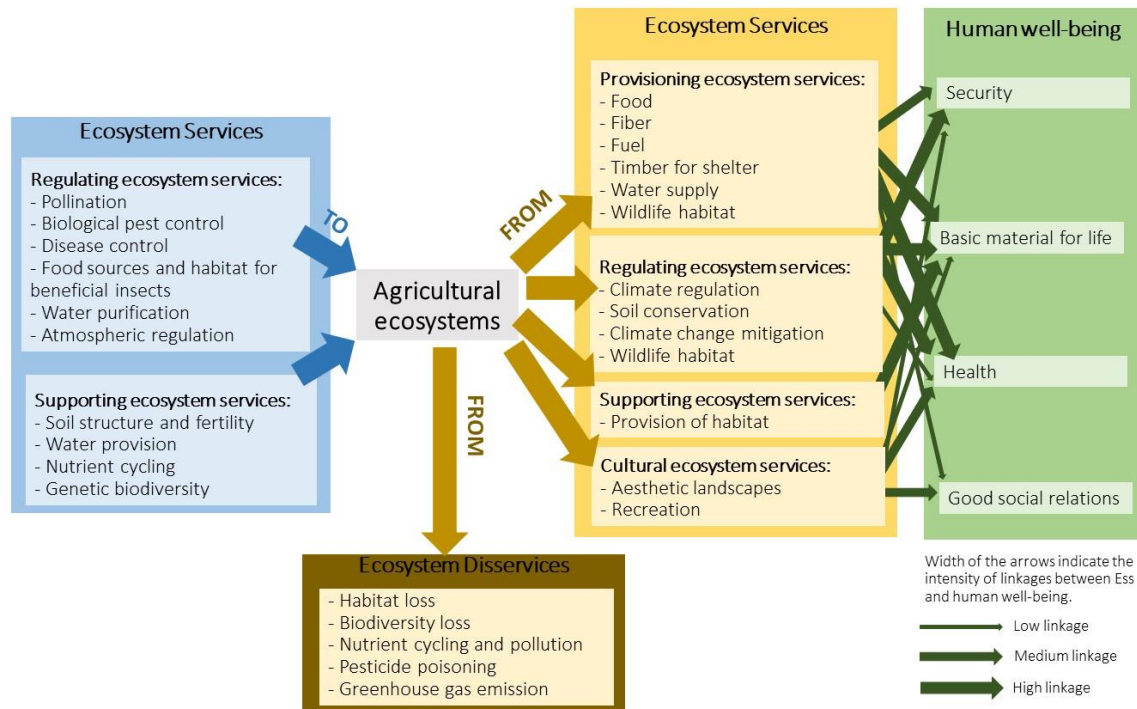 Ecosystem Services
Regulating ecosystem services:
- Pollination
- Biological pest control
- Disease control
- Food sources and habitat for
beneficial insects
- Water purification
- Atmospheric regulation
Supporting ecosystem services:
- Soil structure and fertility
- Water provision
- Nutrient cycling
- Genetic biodiversity
TO
Agricultural
ecosystems
FROM
FROM
Ecosystem Disservices
- Habitat loss
- Biodiversity loss
- Nutrient cycling and pollution
- Pesticide poisoning
- Greenhouse gas emission
Ecosystem Services
Provisioning ecosystem services:
- Food
- Fiber
- Fuel
- Timber for shelter
- Water supply
- Wildlife habitat
Regulating ecosystem services:
- Climate regulation
- Soil conservation
- Climate change mitigation
- Wildlife habitat
Supporting ecosystem services:
- Provision of habitat
Cultural ecosystem services:
- Aesthetic landscapes
- Recreation
Human well-being
Security
Basic material for life
Health
Good social relations
Width of the arrows indicate the
intensity of linkages between Ess
and human well-being.
Low linkage
Medium linkage
High linkage